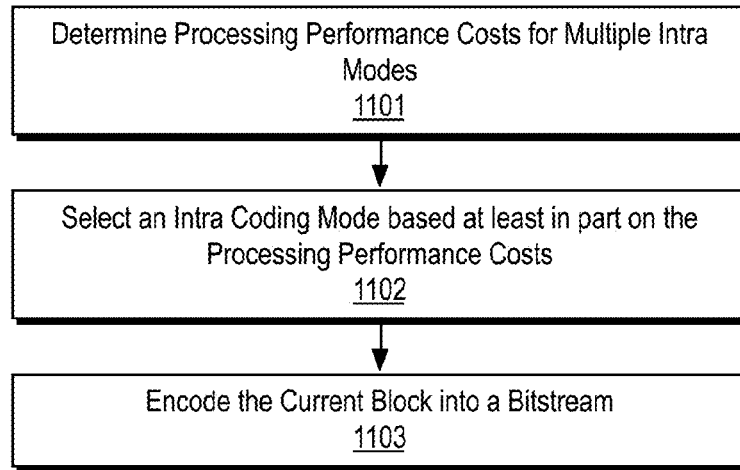 Determine Processing Performance Costs for Multiple Intra
Modes
1101
Select an Intra Coding Mode based at least in part on the
Processing Performance Costs
1102
Encode the Current Block into a Bitstream
1103